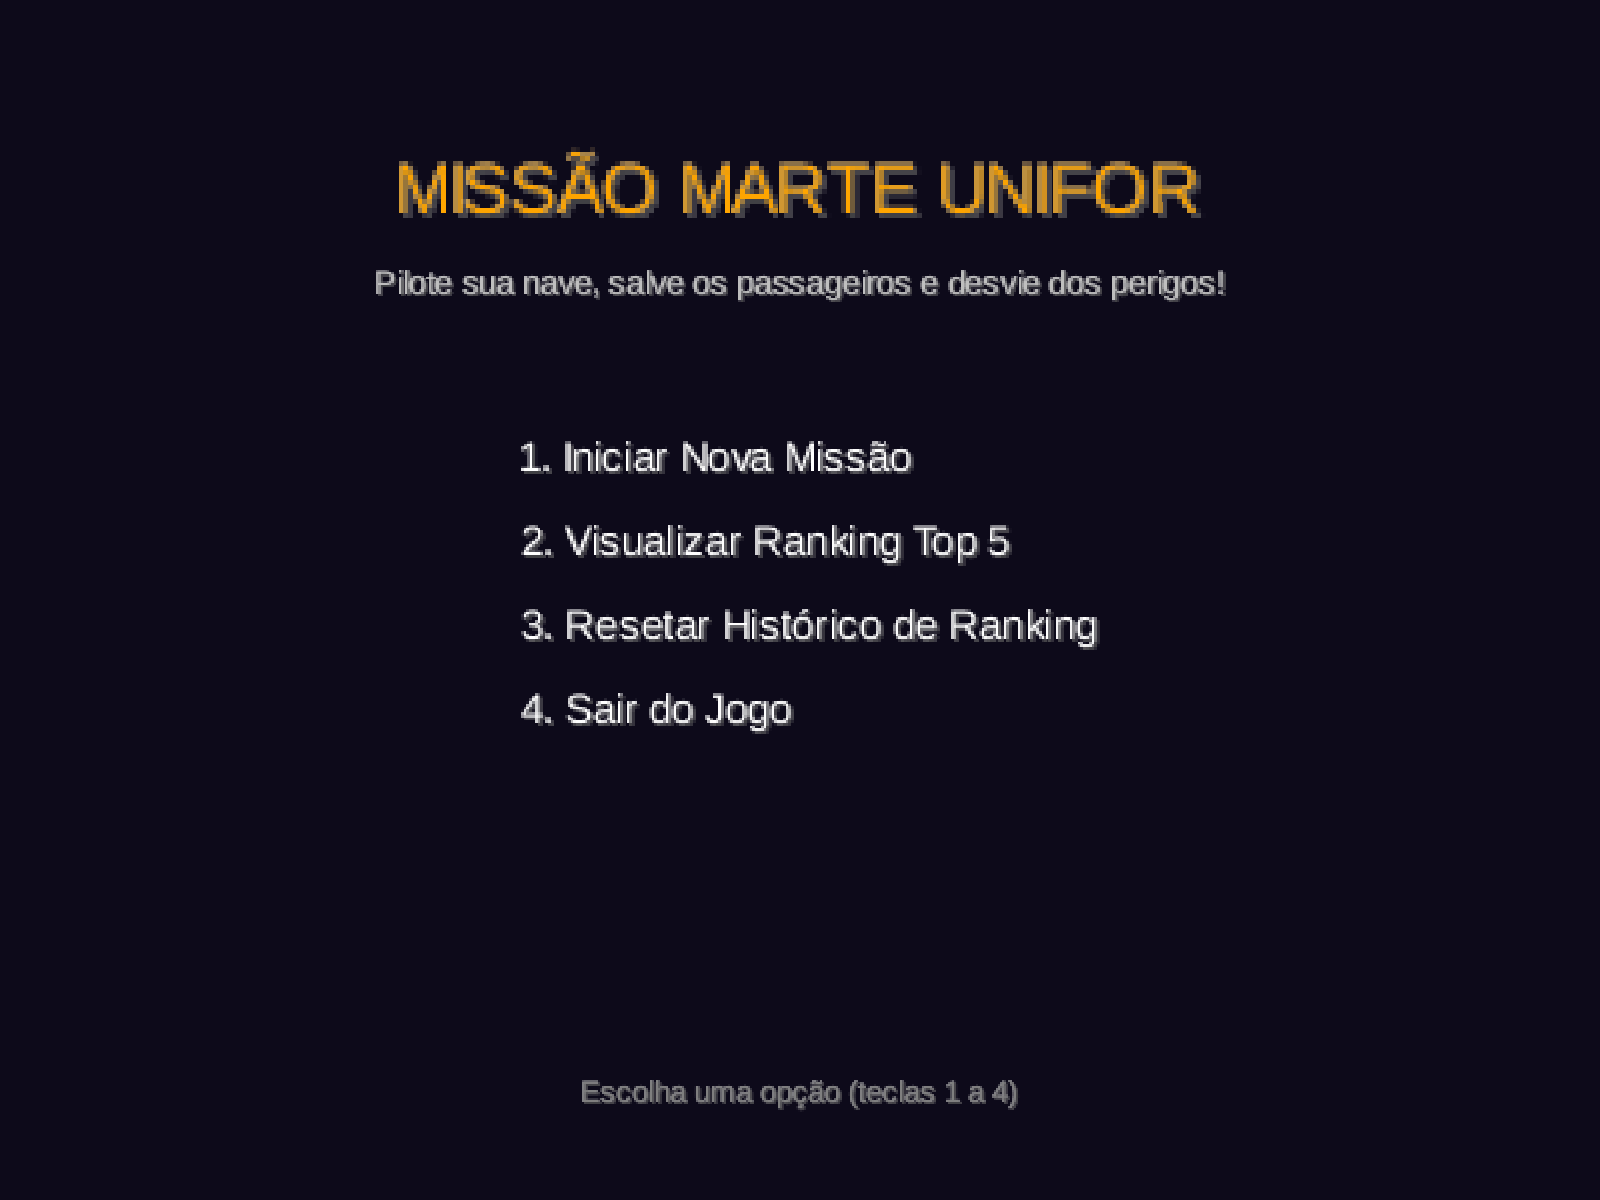 MISSÃO MARTE UNIFOR
Pilote sua nave, salve os passageiros e desvie dos perigos!
1. Iniciar Nova Missão
2. Visualizar Ranking Top 5
3. Resetar Histórico de Ranking
4. Sair do Jogo
Escolha uma opção (teclas 1 a 4)